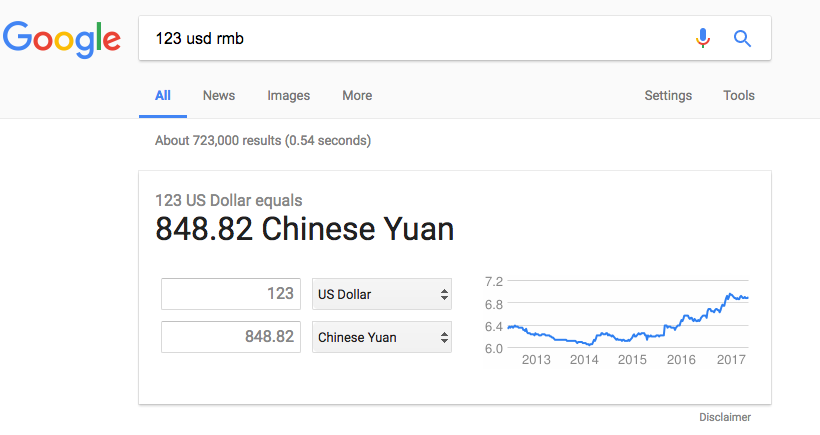 Google
123 usd rmb
All News Images More Settings Tools
About 723,000 results (0.54 seconds)
123 US Dollar equals
848.82 Chinese Yuan
123 US Dollar
848.82 Chinese Yuan
7.2
6.8
6.4
6.0
2013 2014 2015 2016 2017
Disclaimer